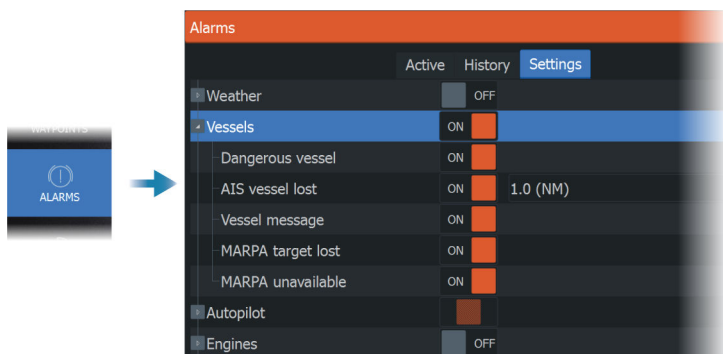 Alarms
Active History Settings
Weather OFF
Vessels ON
Dangerous vessel ON
AIS vessel lost ON 1.0 (NM)
Vessel message ON
MARPA target lost ON
MARPA unavailable ON
Autopilot
Engines OFF
WAYPOINTS
ALARMS